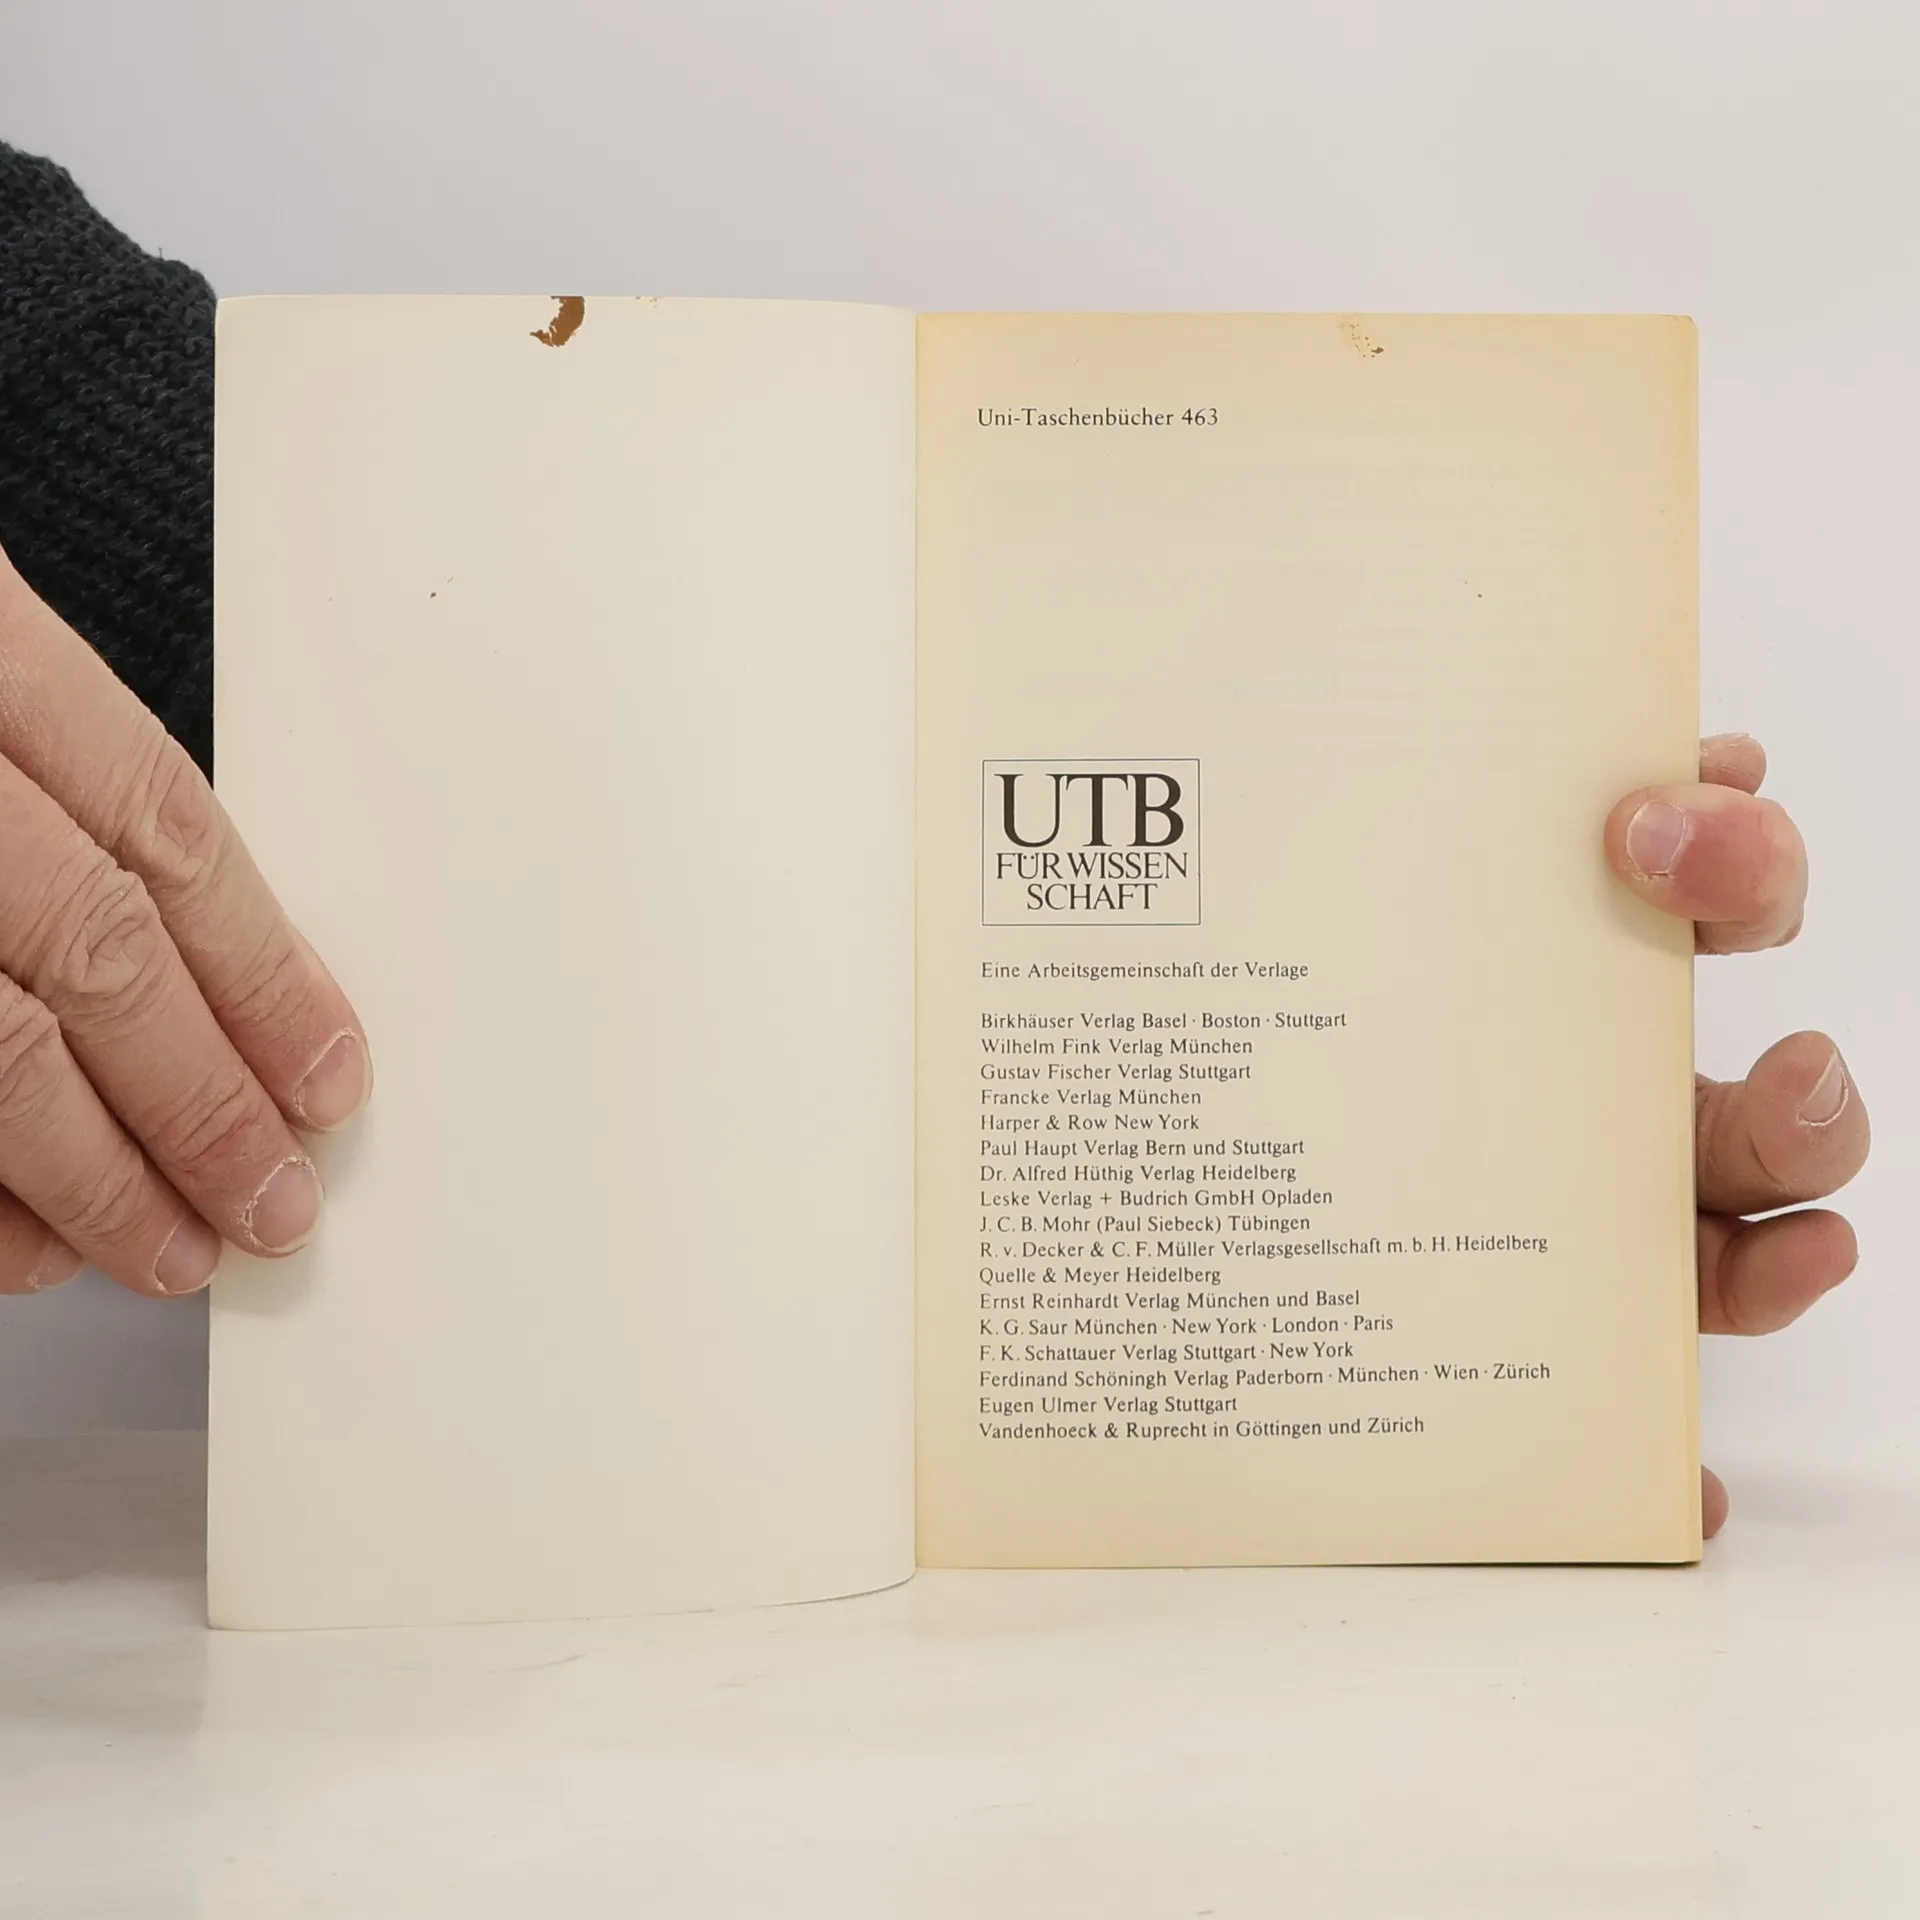 Uni-Taschenbücher 463
UTB
FÜR WISSEN
SCHAFT
Eine Arbeitsgemeinschaft der Verlage
Birkhäuser Verlag Basel · Boston · Stuttgart
Wilhelm Fink Verlag München
Gustav Fischer Verlag Stuttgart
Francke Verlag München
Harper & Row New York
Paul Haupt Verlag Bern und Stuttgart
Dr. Alfred Hüthig Verlag Heidelberg
Leske Verlag + Budrich GmbH Opladen
J. C. B. Mohr (Paul Siebeck) Tübingen
R. v. Decker & C. F. Müller Verlagsgesellschaft m. b. H. Heidelberg
Quelle & Meyer Heidelberg
Ernst Reinhardt Verlag München und Basel
K. G. Saur München · New York · London · Paris
F. K. Schattauer Verlag Stuttgart · New York
Ferdinand Schöningh Verlag Paderborn · München · Wien · Zürich
Eugen Ulmer Verlag Stuttgart
Vandenhoeck & Ruprecht in Göttingen und Zürich